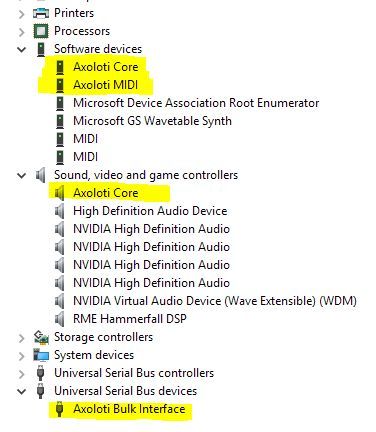 Printers
Processors
Software devices
Axoloti Core
Axoloti MIDI
Microsoft Device Association Root Enumerator
Microsoft GS Wavetable Synth
MIDI
MIDI
Sound, video and game controllers
Axoloti Core
High Definition Audio Device
NVIDIA High Definition Audio
NVIDIA High Definition Audio
NVIDIA High Definition Audio
NVIDIA High Definition Audio
NVIDIA Virtual Audio Device (Wave Extensible) (WDM)
RME Hammerfall DSP
Storage controllers
System devices
Universal Serial Bus controllers
Universal Serial Bus devices
Axoloti Bulk Interface